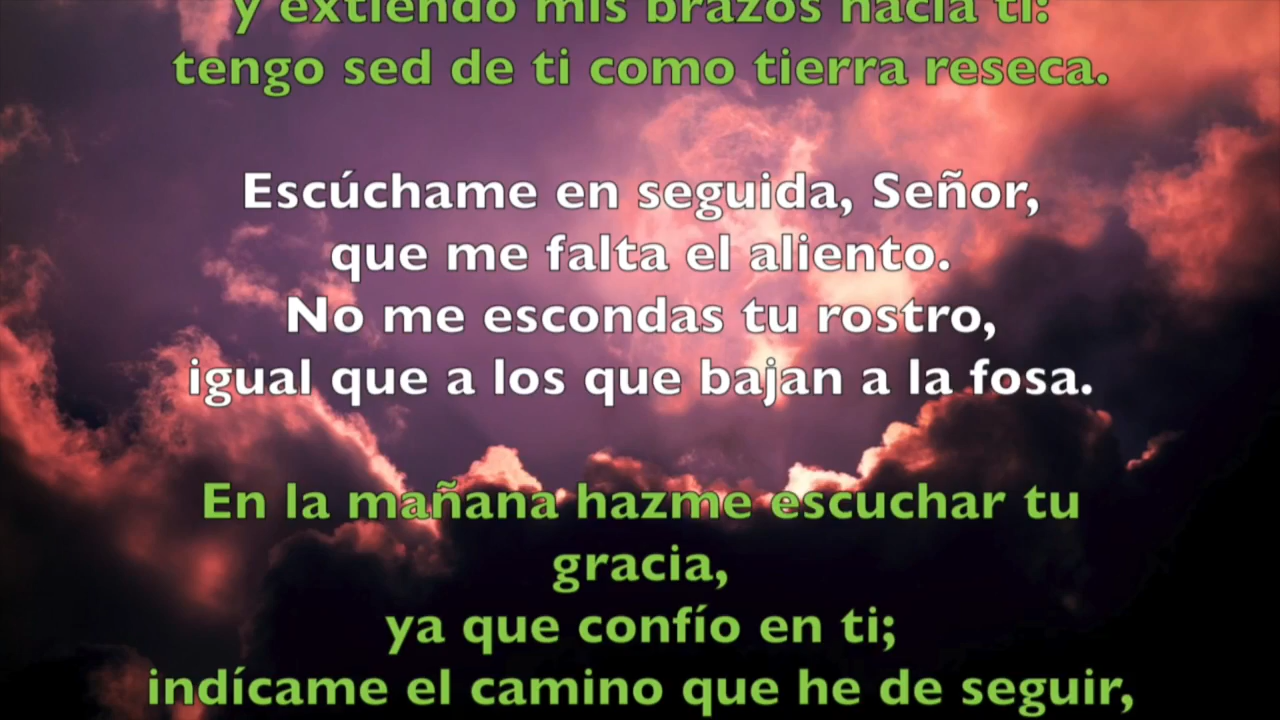 y extiendo mis brazos hacia ti:
tengo sed de ti como tierra reseca.
Escúchame en seguida, Señor,
que me falta el aliento.
No me escondas tu rostro,
igual que a los que bajan a la fosa.
En la mañana hazme escuchar tu
gracia,
ya que confío en ti;
indícame el camino que he de seguir,